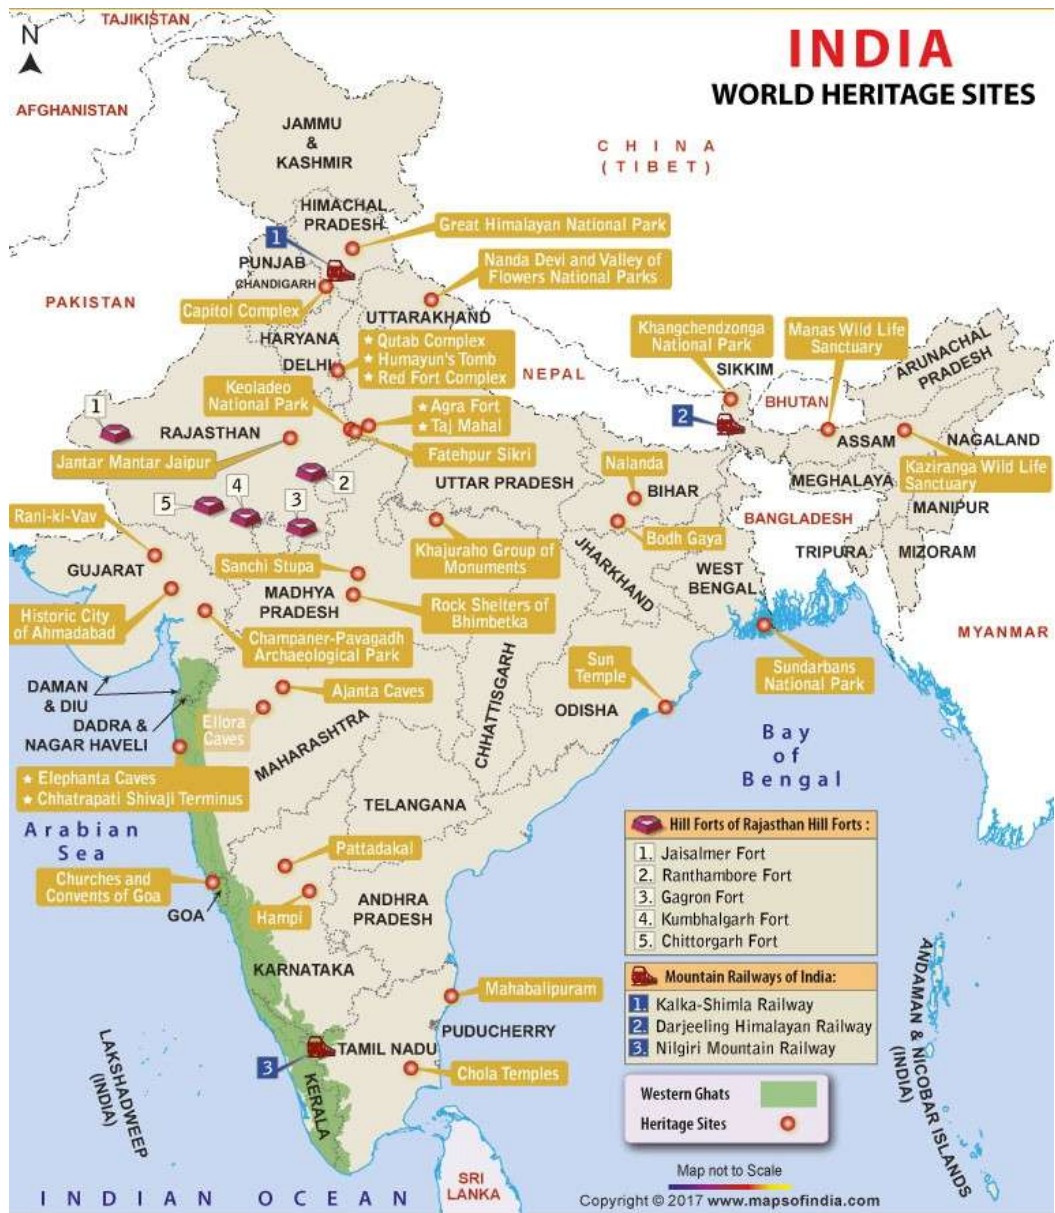 TAJIKISTAN
N
INDIA
WORLD HERITAGE SITES
AFGHANISTAN
JAMMU
&
KASHMIR
CHINA
(TIBET)
HIMACHAL
PRADESH
Great Himalayan National Park
1
PUNJAB
CHANDIGARH
Nanda Devi and Valley of
Flowers National Parks
PAKISTAN
Capitol Complex
UTTARAKHAND
HARYANA
DELHI
Qutab Complex
Humayun's Tomb
Red Fort Complex
NEPAL
Khangchendzonga
National Park
SIKKIM
Manas Wild Life
Sanctuary
ARUNACHAL
PRADESH
BHUTAN
Keoladeo
National Park
Agra Fort
Taj Mahal
1
2
RAJASTHAN
Jantar Mantar Jaipur
Fatehpur Sikri
ASSAM
NAGALAND
Kaziranga Wild Life
Sanctuary
Nalanda
UTTAR PRADESH
BIHAR
MEGHALAYA
MANIPUR
2
5
4
3
Rani-ki-Vav
BANGLADESH
Khajuraho Group of
Monuments
Bodh Gaya
JHARKHAND
WEST
BENGAL
TRIPURA
MIZORAM
GUJARAT
Sanchi Stupa
MADHYA
PRADESH
Rock Shelters of
Bhimbetka
Historic City
of Ahmadabad
Champaner-Pavagadh
Archaeological Park
MYANMAR
CHHATTISGARH
Sun
Temple
Sundarbans
National Park
DAMAN
& DIU
Ajanta Caves
DADRA &
NAGAR HAVELI
Ellora
Caves
MAHARASHTRA
ODISHA
Bay
of
Bengal
Elephanta Caves
Chhatrapati Shivaji Terminus
TELANGANA
Arabian
Sea
Pattadakal
Churches and
Convents of Goa
GOA
Hampi
ANDHRA
PRADESH
KARNATAKA
Mahabalipuram
PUDUCHERRY
3
TAMIL NADU
Chola Temples
KERALA
LAKSHADWEEP
(INDIA)
ANDAMAN & NICOBAR ISLANDS
(INDIA)
Hill Forts of Rajasthan Hill Forts :
1. Jaisalmer Fort
2. Ranthambore Fort
3. Gagron Fort
4. Kumbhalgarh Fort
5. Chittorgarh Fort
Mountain Railways of India:
1. Kalka-Shimla Railway
2. Darjeeling Himalayan Railway
3. Nilgiri Mountain Railway
Western Ghats
Heritage Sites
SRI
LANKA
INDIAN OCEAN
Map not to Scale
Copyright © 2017 www.mapsofindia.com